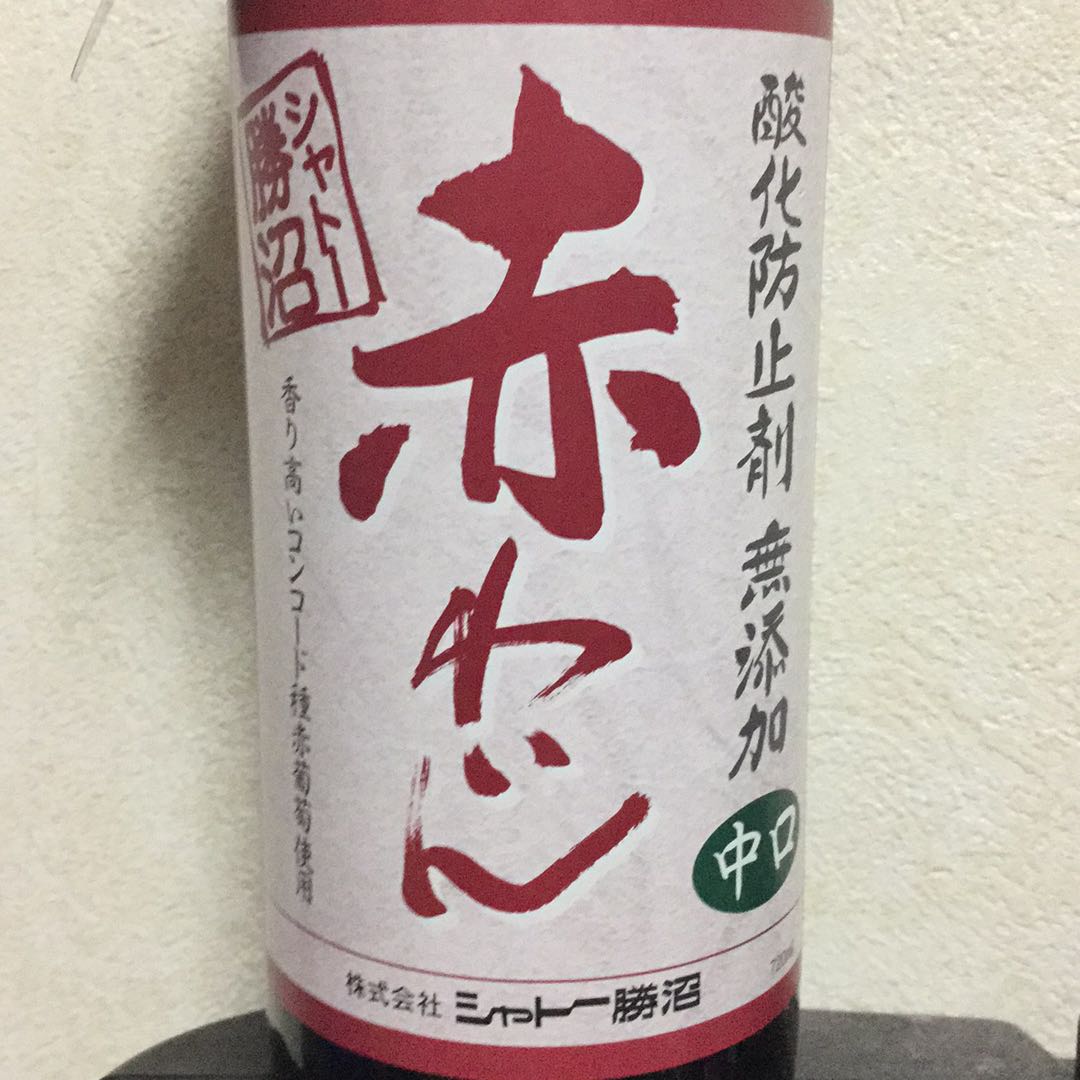 酸化防止剤 無添加
中口
赤わいん
シャトー
勝沼
香り高いコンコード種赤葡萄使用
720ml
株式会社 シャトー勝沼